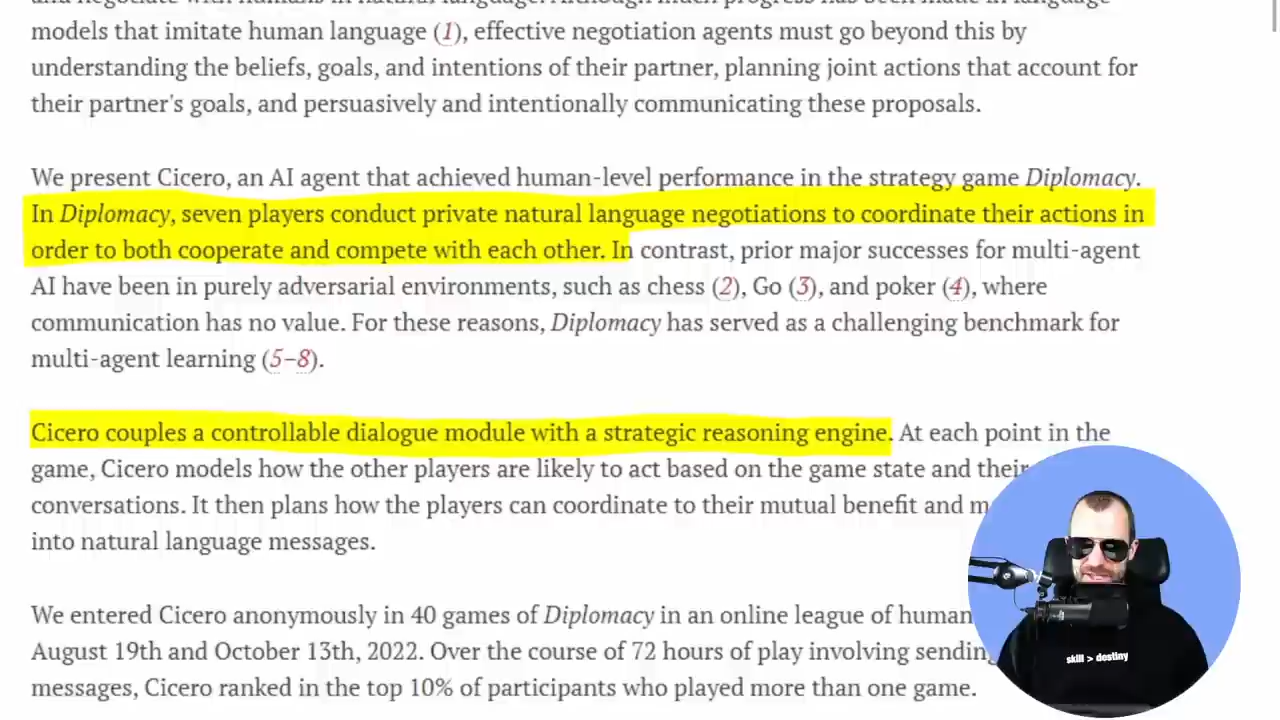 models that imitate human language (1), effective negotiation agents must go beyond this by
understanding the beliefs, goals, and intentions of their partner, planning joint actions that account for
their partner's goals, and persuasively and intentionally communicating these proposals.
We present Cicero, an AI agent that achieved human-level performance in the strategy game Diplomacy.
In Diplomacy, seven players conduct private natural language negotiations to coordinate their actions in
order to both cooperate and compete with each other. In contrast, prior major successes for multi-agent
AI have been in purely adversarial environments, such as chess (2), Go (3), and poker (4), where
communication has no value. For these reasons, Diplomacy has served as a challenging benchmark for
multi-agent learning (5–8).
Cicero couples a controllable dialogue module with a strategic reasoning engine. At each point in the
game, Cicero models how the other players are likely to act based on the game state and their
conversations. It then plans how the players can coordinate to their mutual benefit and m
into natural language messages.
We entered Cicero anonymously in 40 games of Diplomacy in an online league of human
August 19th and October 13th, 2022. Over the course of 72 hours of play involving sending
messages, Cicero ranked in the top 10% of participants who played more than one game.
skill > destiny